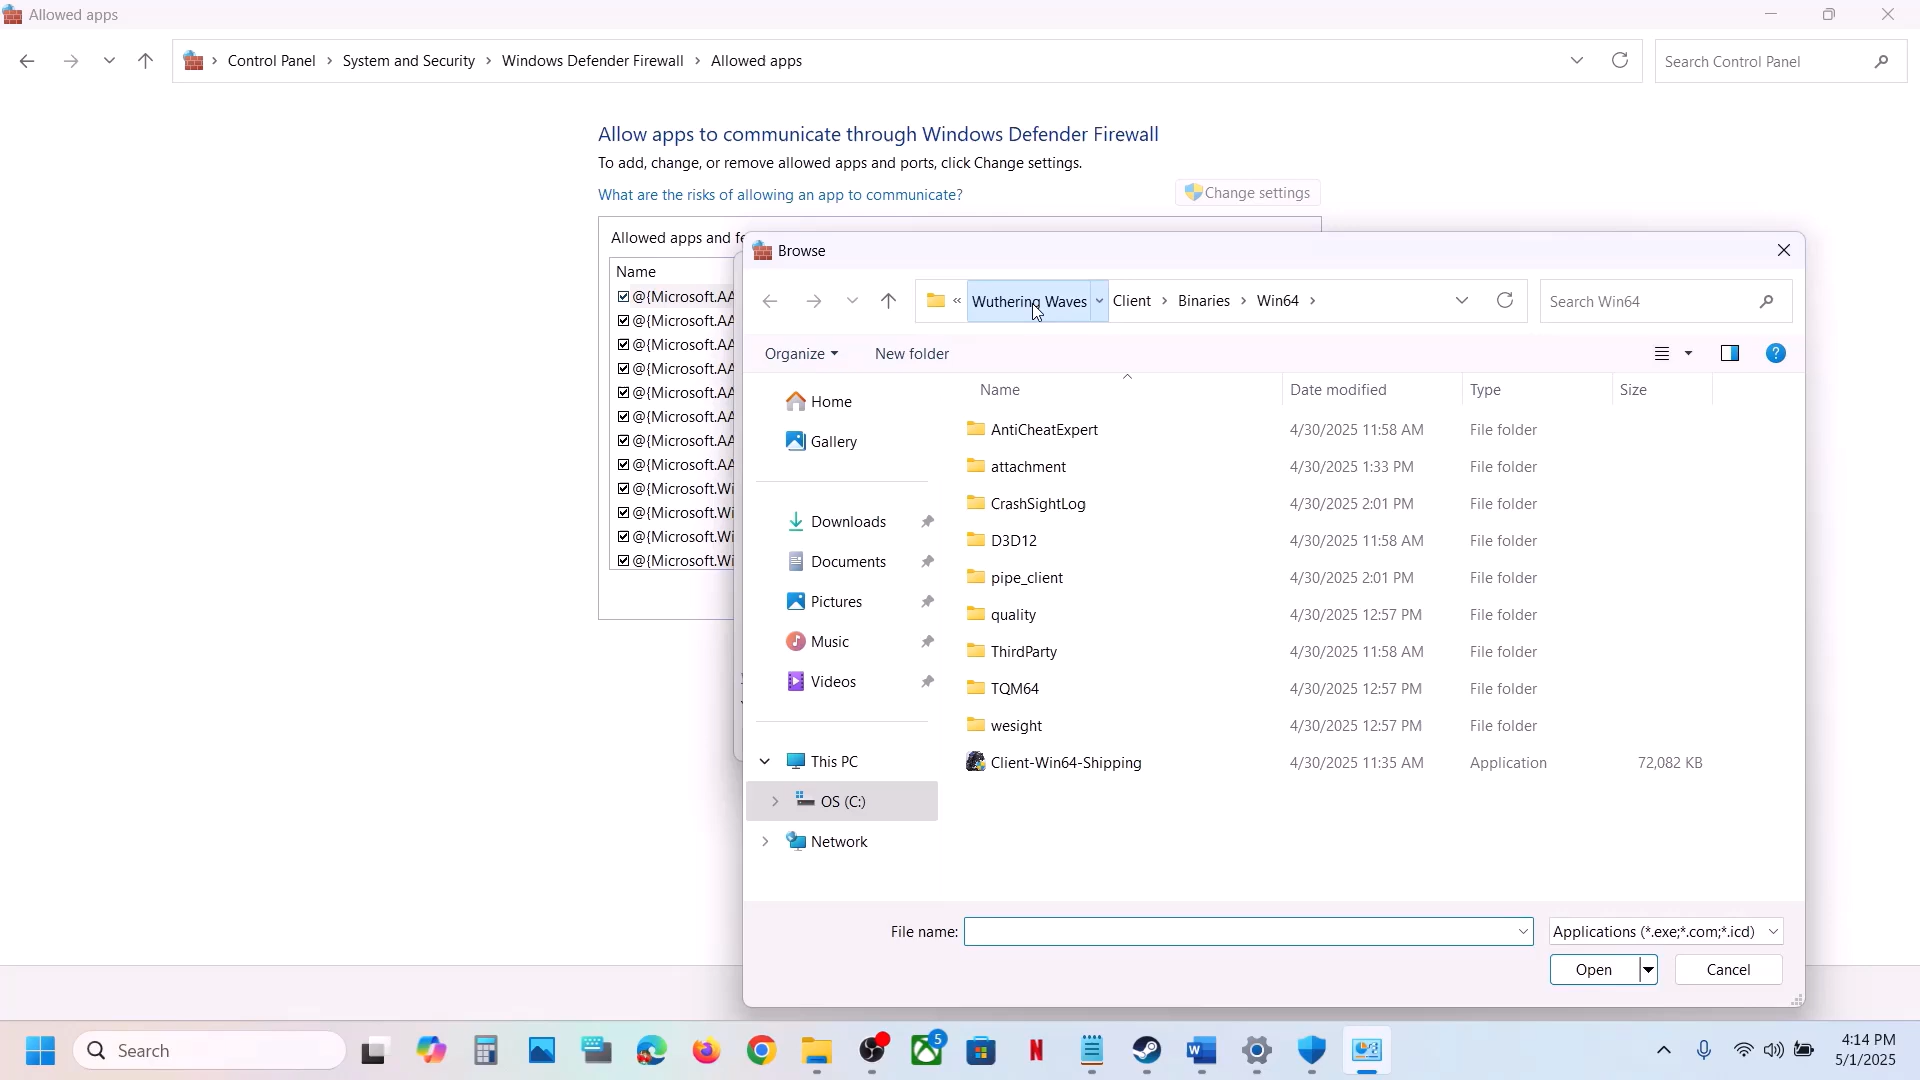 Allowed apps
Control Panel › System and Security › Windows Defender Firewall › Allowed apps
Search Control Panel
Allow apps to communicate through Windows Defender Firewall
To add, change, or remove allowed apps and ports, click Change settings.
What are the risks of allowing an app to communicate?
Change settings
Allowed apps and
Name
@{Microsoft.AA
@{Microsoft.AA
@{Microsoft.AA
@{Microsoft.AA
@{Microsoft.AA
@{Microsoft.AA
@{Microsoft.AA
@{Microsoft.AA
@{Microsoft.Wi
@{Microsoft.Wi
@{Microsoft.Wi
@{Microsoft.Wi
Browse
« Wuthering Waves Client › Binaries › Win64 ›
Search Win64
Organize New folder
Home
Gallery
Downloads
Documents
Pictures
Music
Videos
This PC
OS (C:)
Network
Name Date modified Type Size
AntiCheatExpert 4/30/2025 11:58 AM File folder
attachment 4/30/2025 1:33 PM File folder
CrashSightLog 4/30/2025 2:01 PM File folder
D3D12 4/30/2025 11:58 AM File folder
pipe_client 4/30/2025 2:01 PM File folder
quality 4/30/2025 12:57 PM File folder
ThirdParty 4/30/2025 11:58 AM File folder
TQM64 4/30/2025 12:57 PM File folder
wesight 4/30/2025 12:57 PM File folder
Client-Win64-Shipping 4/30/2025 11:35 AM Application 72,082 KB
File name:
Applications (*.exe;*.com;*.icd)
Open
Cancel
Search
5
4:14 PM
5/1/2025